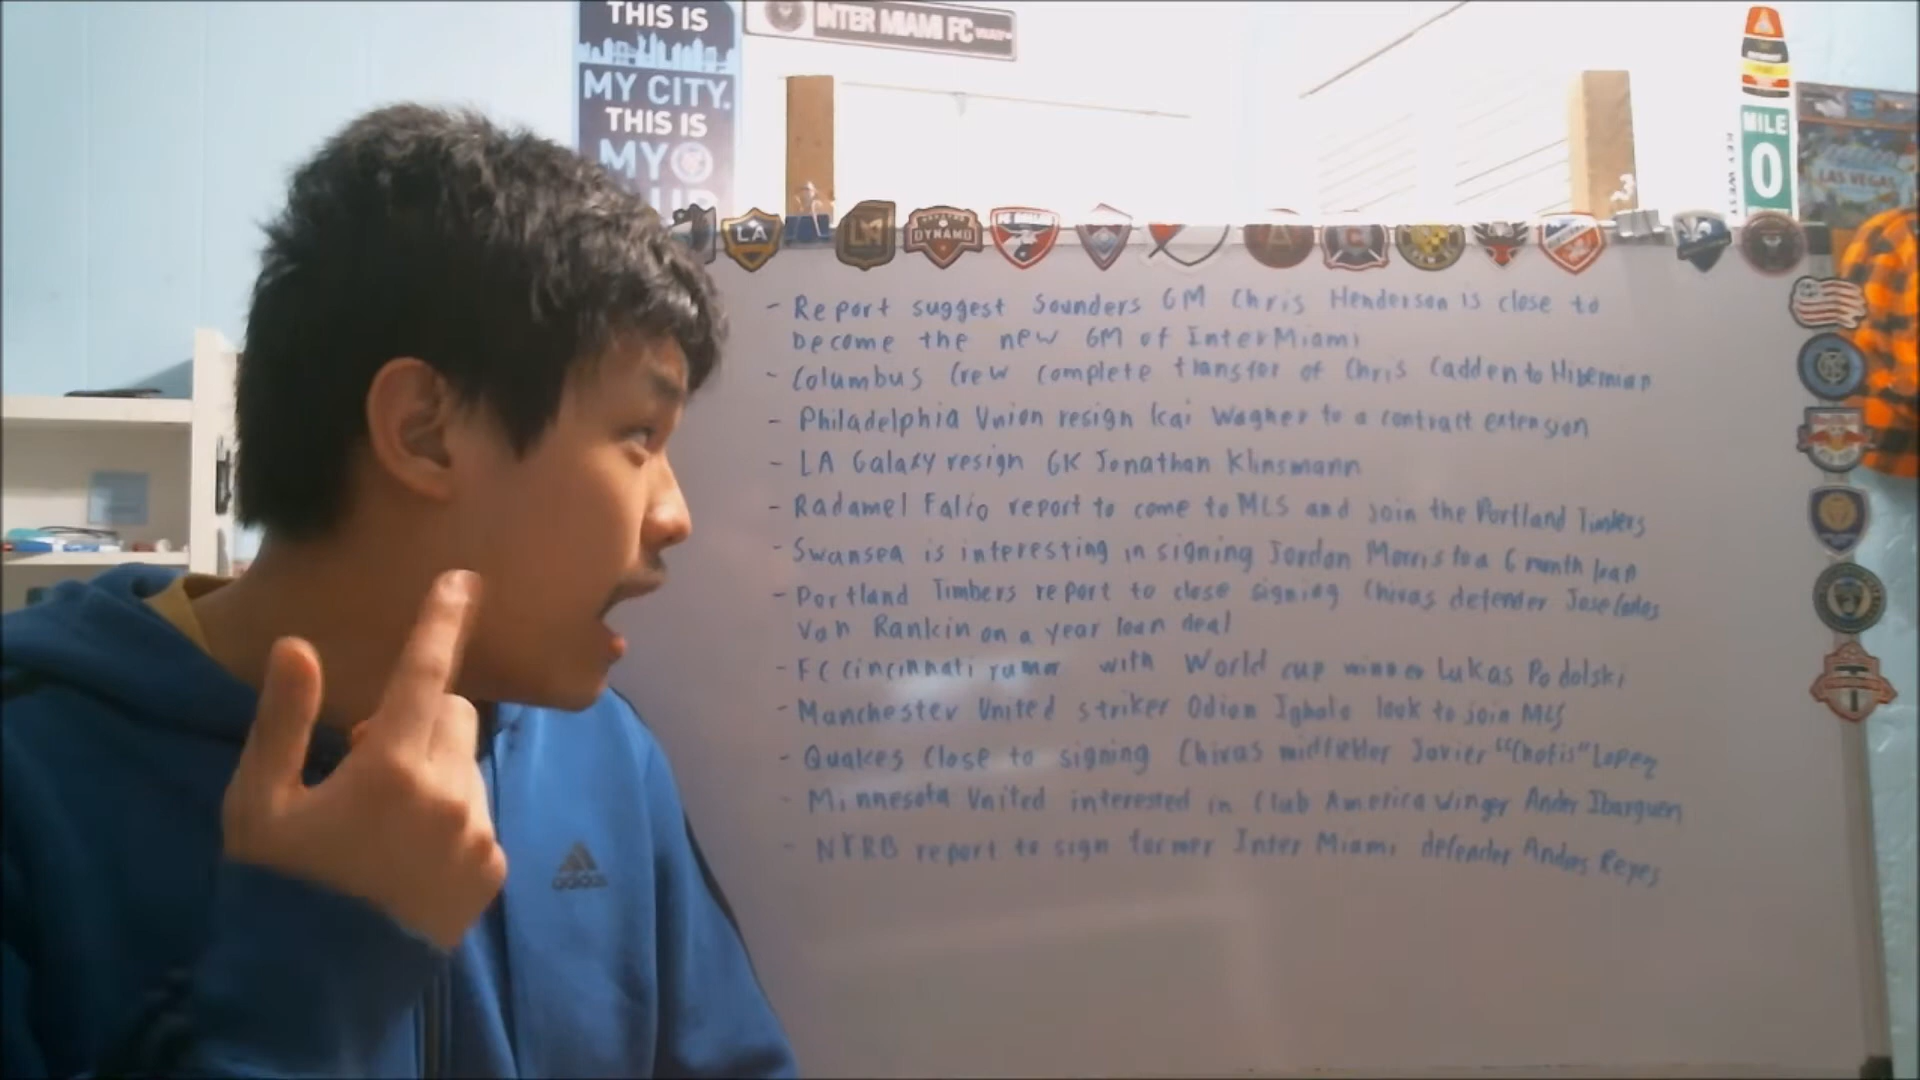 THIS IS
MY CITY.
THIS IS
MY
INTER MIAMI FC WAY
MILE
0
KEY WEST
LAS VEGAS
LA
DYNAMO
- Report suggest Sounders GM Chris Henderson is close to
become the new GM of InterMiami
- Columbus Crew complete transfer of Chris Cadden to Hibernian
- Philadelphia Union resign Kai Wagner to a contract extension
- LA Galaxy resign GK Jonathan Klinsmann
- Radamel Falio report to come to MLS and join the Portland Timbers
- Swansea is interesting in signing Jordan Morris to a 6 month loan
- Portland Timbers report to close signing Chivas defender Jose Carlos
Van Rankin on a year loan deal
- FC Cincinnati rumor with World cup winner Lukas Podolski
- Manchester United striker Odion Ighalo look to join MLS
- Quakes Close to signing Chivas midfielder Javier "Chofis" Lopez
- Minnesota United interested in Club America winger Ander Ibarguen
- NYRB report to sign former Inter Miami defender Andres Reyes
adidas